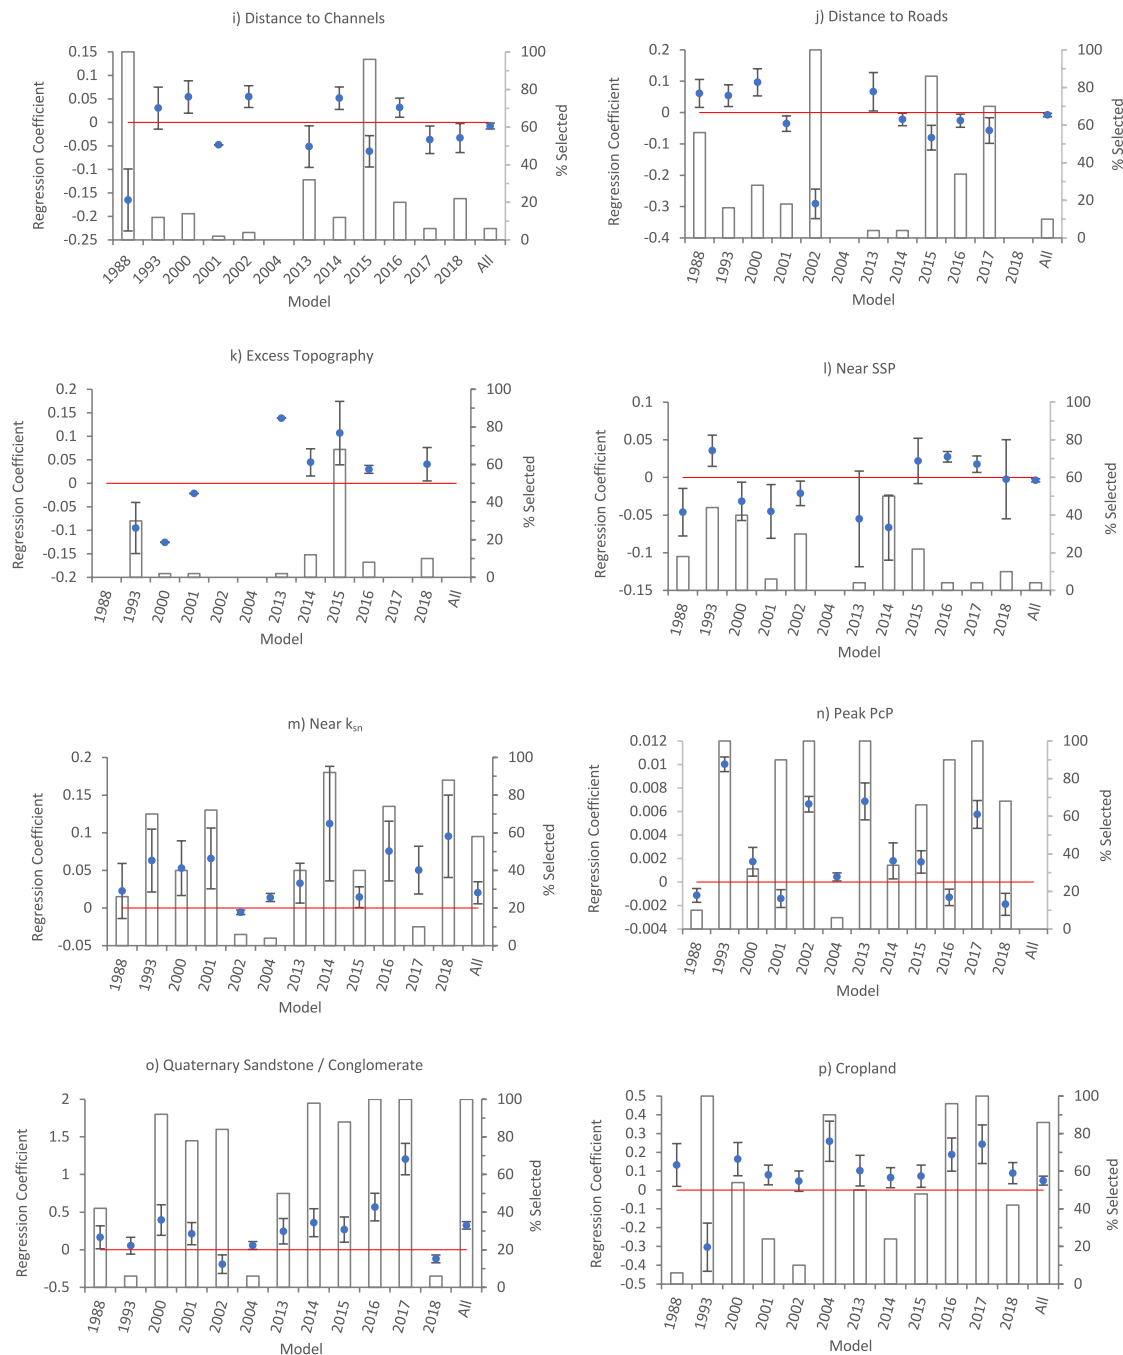 i) Distance to Channels
Regression Coefficient
0.15
0.1
0.05
0
-0.05
-0.1
-0.15
-0.2
-0.25
100
80
60
40
20
0
% Selected
1988 1993 2000 2001 2002 2004 2013 2014 2015 2016 2017 2018 All
Model
j) Distance to Roads
Regression Coefficient
0.2
0.1
0
-0.1
-0.2
-0.3
-0.4
100
80
60
40
20
0
% Selected
1988 1993 2000 2001 2002 2004 2013 2014 2015 2016 2017 2018 All
Model
k) Excess Topography
Regression Coefficient
0.2
0.15
0.1
0.05
0
-0.05
-0.1
-0.15
-0.2
100
80
60
40
20
0
% Selected
1988 1993 2000 2001 2002 2004 2013 2014 2015 2016 2017 2018 All
Model
l) Near SSP
Regression Coefficient
0.1
0.05
0
-0.05
-0.1
-0.15
100
80
60
40
20
0
% Selected
1988 1993 2000 2001 2002 2004 2013 2014 2015 2016 2017 2018 All
Model
m) Near ksn
Regression Coefficient
0.2
0.15
0.1
0.05
0
-0.05
100
80
60
40
20
0
% Selected
1988 1993 2000 2001 2002 2004 2013 2014 2015 2016 2017 2018 All
Model
n) Peak PcP
Regression Coefficient
0.012
0.01
0.008
0.006
0.004
0.002
0
-0.002
-0.004
100
80
60
40
20
0
% Selected
1988 1993 2000 2001 2002 2004 2013 2014 2015 2016 2017 2018 All
Model
o) Quaternary Sandstone / Conglomerate
Regression Coefficient
2
1.5
1
0.5
0
-0.5
100
80
60
40
20
0
% Selected
1988 1993 2000 2001 2002 2004 2013 2014 2015 2016 2017 2018 All
Model
p) Cropland
Regression Coefficient
0.5
0.4
0.3
0.2
0.1
0
-0.1
-0.2
-0.3
-0.4
-0.5
100
80
60
40
20
0
% Selected
1988 1993 2000 2001 2002 2004 2013 2014 2015 2016 2017 2018 All
Model